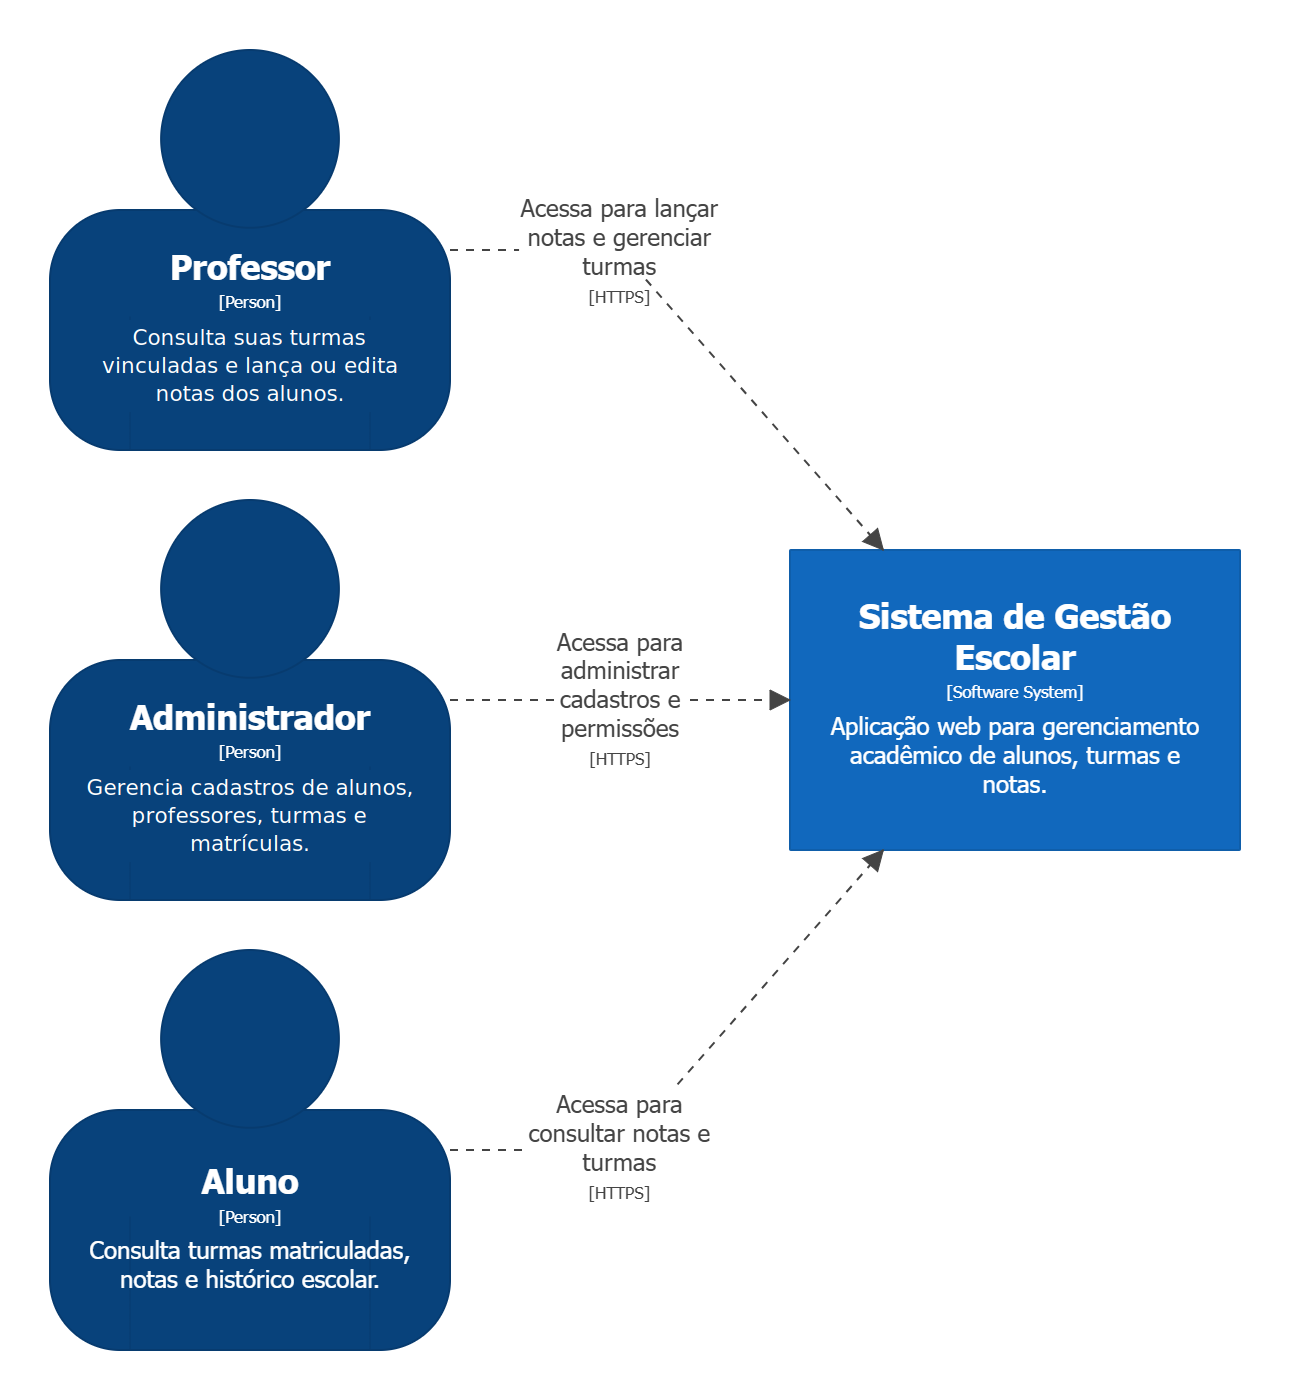 Professor
[Person]
Consulta suas turmas
vinculadas e lança ou edita
notas dos alunos.
Acessa para lançar
notas e gerenciar
turmas
[HTTPS]
Administrador
[Person]
Gerencia cadastros de alunos,
professores, turmas e
matrículas.
Acessa para
administrar
cadastros e
permissões
[HTTPS]
Sistema de Gestão
Escolar
[Software System]
Aplicação web para gerenciamento
acadêmico de alunos, turmas e
notas.
Aluno
[Person]
Consulta turmas matriculadas,
notas e histórico escolar.
Acessa para
consultar notas e
turmas
[HTTPS]